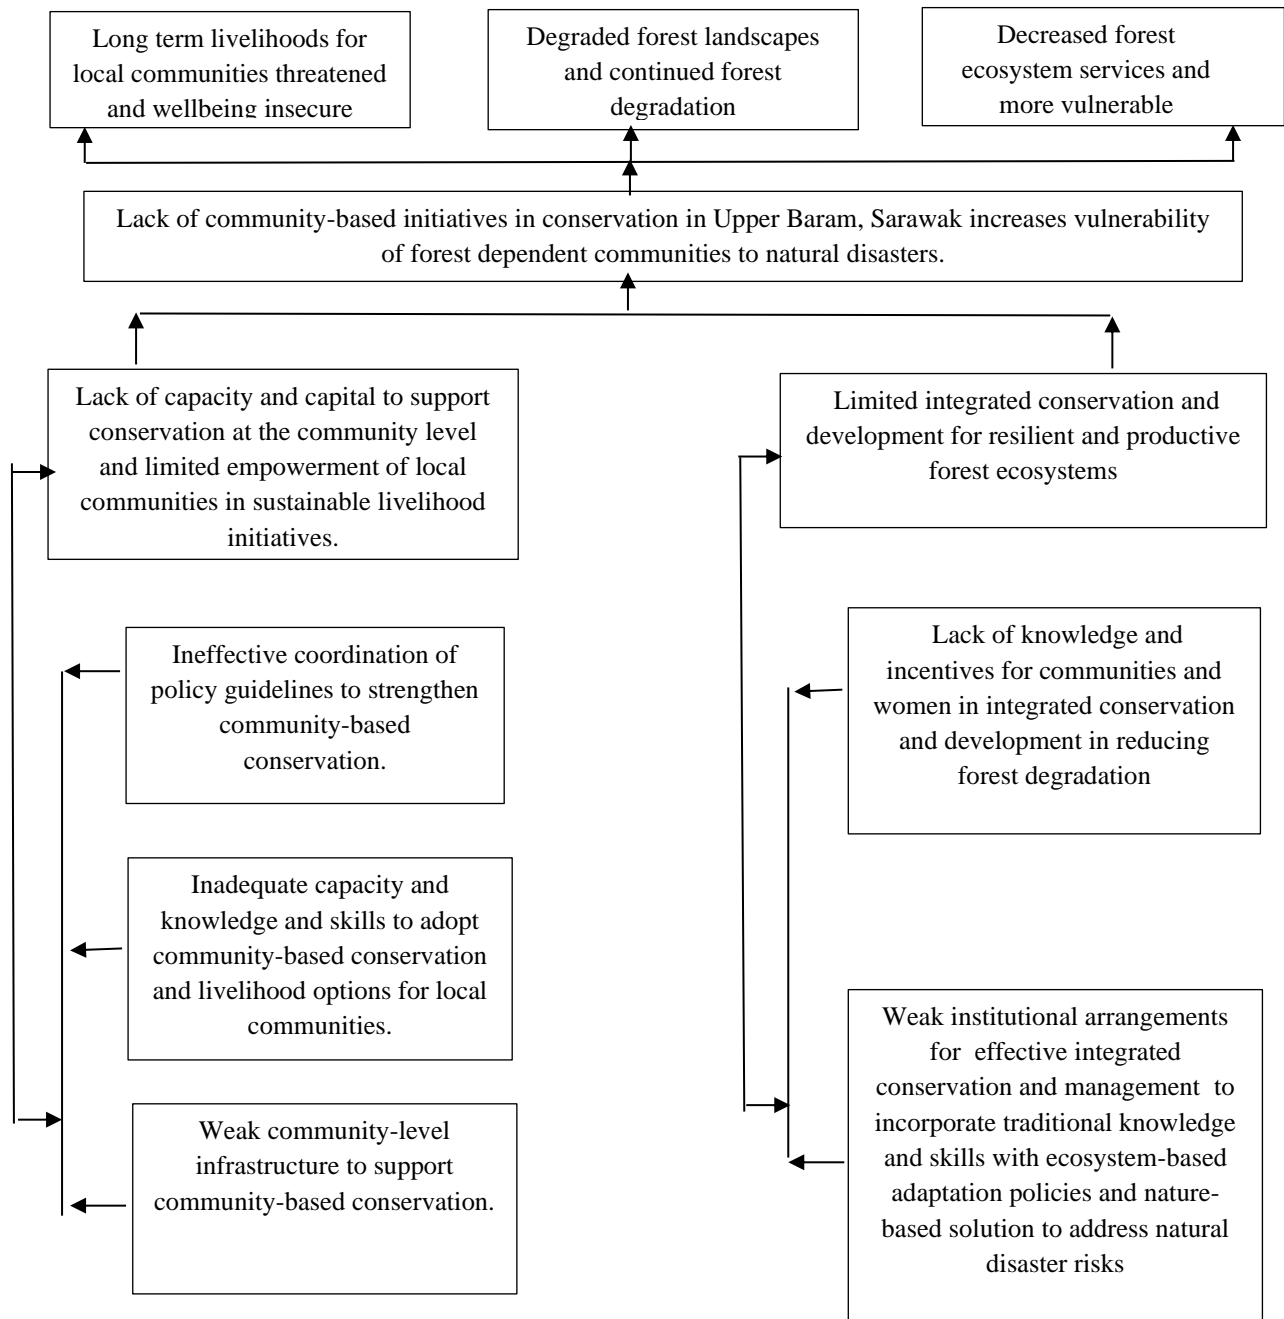 Long term livelihoods for
local communities threatened
and wellbeing insecure
Degraded forest landscapes
and continued forest
degradation
Decreased forest
ecosystem services and
more vulnerable
Lack of community-based initiatives in conservation in Upper Baram, Sarawak increases vulnerability
of forest dependent communities to natural disasters.
Lack of capacity and capital to support
conservation at the community level
and limited empowerment of local
communities in sustainable livelihood
initiatives.
Limited integrated conservation and
development for resilient and productive
forest ecosystems
Ineffective coordination of
policy guidelines to strengthen
community-based
conservation.
Lack of knowledge and
incentives for communities and
women in integrated conservation
and development in reducing
forest degradation
Inadequate capacity and
knowledge and skills to adopt
community-based conservation
and livelihood options for local
communities.
Weak institutional arrangements
for effective integrated
conservation and management to
incorporate traditional knowledge
and skills with ecosystem-based
adaptation policies and nature-
based solution to address natural
disaster risks
Weak community-level
infrastructure to support
community-based conservation.